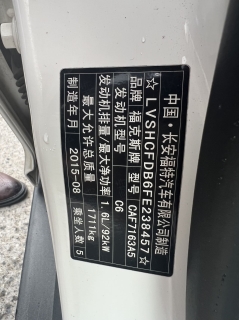 中国·长安福特汽车有限公司制造
☆LVSHCFDB6FE238457☆
品牌 福克斯牌 型号 CAF7163A5
发动机型号 C6
发动机排量/最大净功率 1.6L/92kW
最大允许总质量 1711kg
制造年月 2015-08 乘坐人数 5